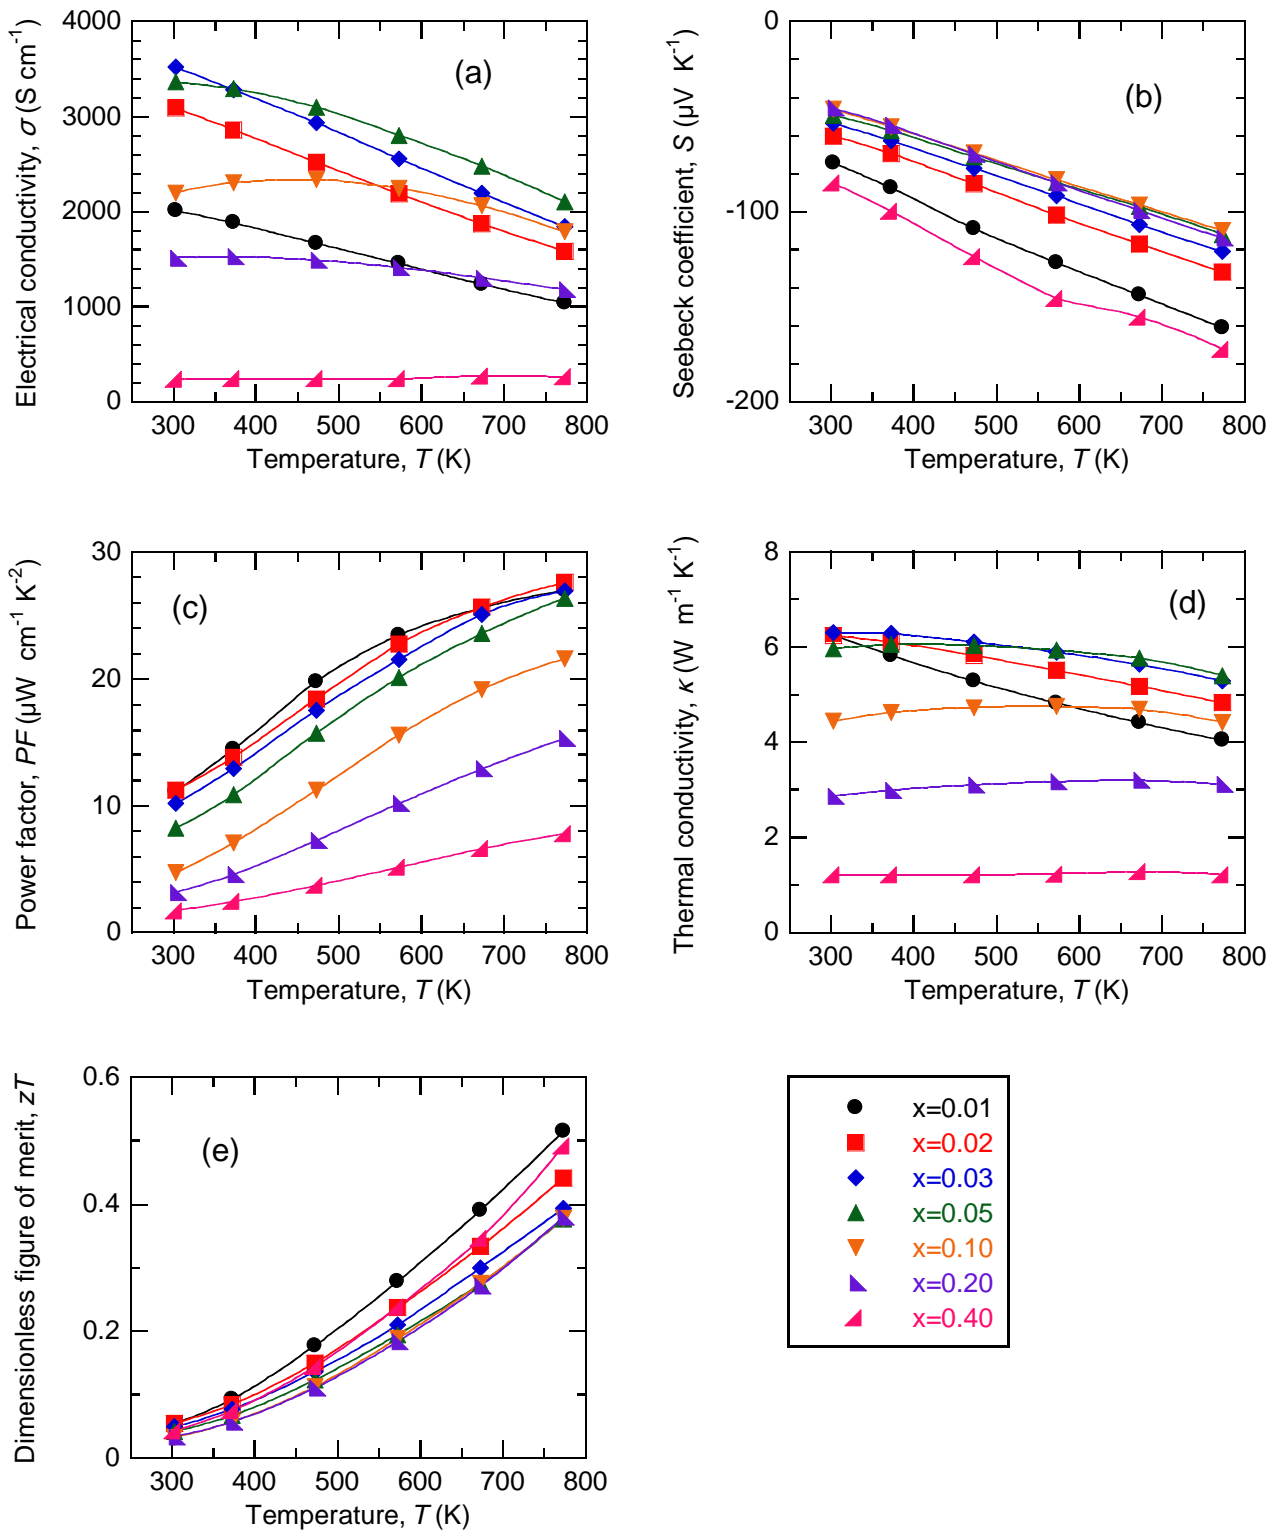 4000
3000
2000
1000
0
Electrical conductivity, σ (S cm-1)
(a)
300 400 500 600 700 800
Temperature, T (K)
0
-100
-200
Seebeck coefficient, S (μV K-1)
(b)
300 400 500 600 700 800
Temperature, T (K)
30
20
10
0
Power factor, PF (μW cm-1 K-2)
(c)
300 400 500 600 700 800
Temperature, T (K)
8
6
4
2
0
Thermal conductivity, κ (W m-1 K-1)
(d)
300 400 500 600 700 800
Temperature, T (K)
0.6
0.4
0.2
0
Dimensionless figure of merit, zT
(e)
300 400 500 600 700 800
Temperature, T (K)
x=0.01
x=0.02
x=0.03
x=0.05
x=0.10
x=0.20
x=0.40